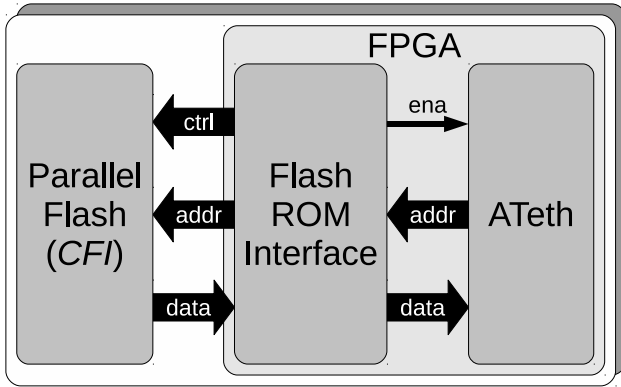 FPGA
ctrl
ena
Parallel
Flash
(CFI)
Flash
ROM
Interface
ATeth
addr
addr
data
data